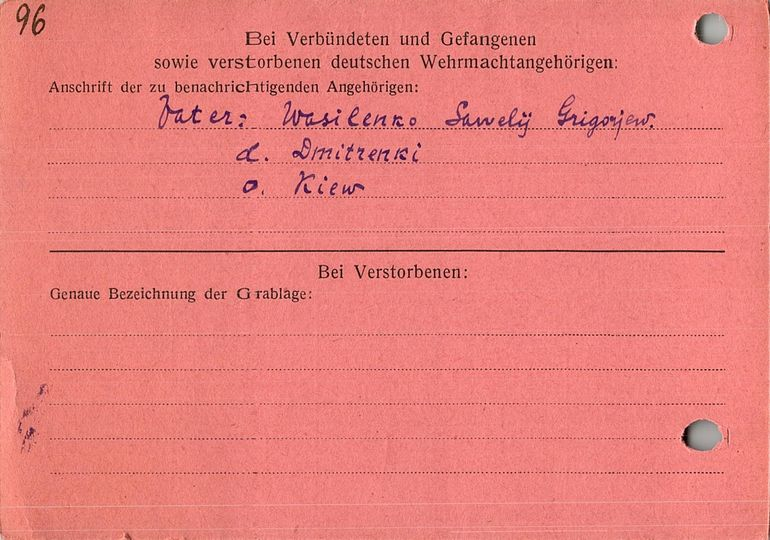 96
Bei Verbündeten und Gefangenen
sowie verstorbenen deutschen Wehrmachtangehörigen:
Anschrift der zu benachrichtigenden Angehörigen:
Vater: Wasilenko Sawelij Grigorjew.
d. Dmitrenki
o. Kiew
Bei Verstorbenen:
Genaue Bezeichnung der Grablage: